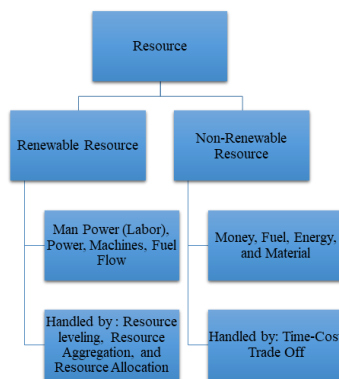 Resource
Renewable Resource
Non-Renewable
Resource
Man Power (Labor),
Power, Machines, Fuel
Flow
Money, Fuel, Energy,
and Material
Handled by : Resource
leveling, Resource
Aggregation, and
Resource Allocation
Handled by: Time-Cost
Trade Off